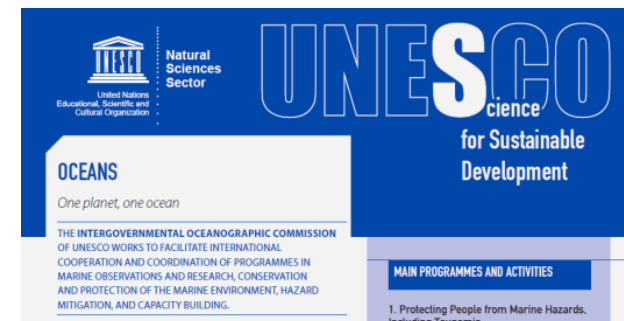 UNESCO
United Nations
Educational, Scientific and
Cultural Organization
Natural
Sciences
Sector
UNESCO
cience
for Sustainable
Development
OCEANS
One planet, one ocean
THE INTERGOVERNMENTAL OCEANOGRAPHIC COMMISSION
OF UNESCO WORKS TO FACILITATE INTERNATIONAL
COOPERATION AND COORDINATION OF PROGRAMMES IN
MARINE OBSERVATIONS AND RESEARCH, CONSERVATION
AND PROTECTION OF THE MARINE ENVIRONMENT, HAZARD
MITIGATION, AND CAPACITY BUILDING.
MAIN PROGRAMMES AND ACTIVITIES
1. Protecting People from Marine Hazards,